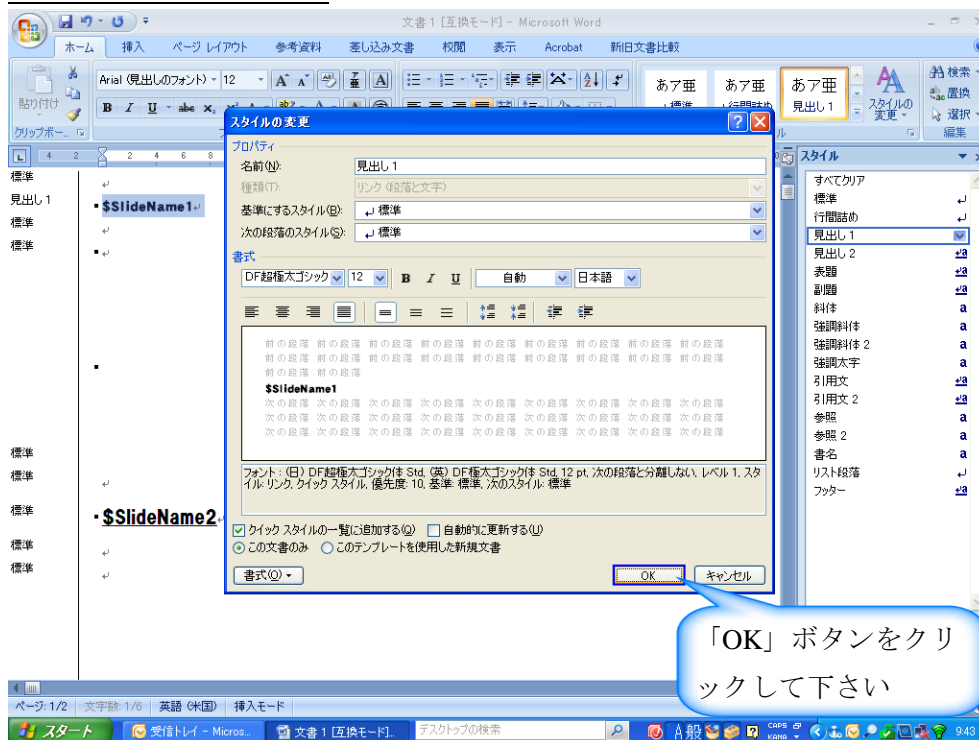 文書 1 [互換モード] - Microsoft Word
ホーム 挿入 ページ レイアウト 参考資料 差し込み文書 校閲 表示 Acrobat 新旧文書比較
貼り付け
クリップボー...
Arial (見出しのフォント) 12
B I U abc X₂
あア亜 あア亜 あア亜
見出し 1
スタイルの
変更
検索
置換
選択
編集
スタイルの変更
プロパティ
名前(N): 見出し 1
種類(T): リンク (段落と文字)
基準にするスタイル(B): ↵ 標準
次の段落のスタイル(S): ↵ 標準
書式
DF超極太ゴシック 12 B I U 自動 日本語
前の段落 前の段落 前の段落 前の段落 前の段落 前の段落 前の段落 前の段落 前の段落
前の段落 前の段落 前の段落 前の段落 前の段落 前の段落 前の段落 前の段落 前の段落
前の段落 前の段落
$SlideName1
次の段落 次の段落 次の段落 次の段落 次の段落 次の段落 次の段落 次の段落 次の段落
次の段落 次の段落 次の段落 次の段落 次の段落 次の段落 次の段落 次の段落 次の段落
次の段落 次の段落 次の段落 次の段落 次の段落 次の段落 次の段落 次の段落 次の段落
フォント : (日) DF超極太ゴシック体 Std, (英) DF極太ゴシック体 Std, 12 pt, 次の段落と分離しない, レベル 1, スタ
イル: リンク, クイック スタイル, 優先度: 10, 基準: 標準, 次のスタイル: 標準
クイック スタイルの一覧に追加する(Q) 自動的に更新する(U)
この文書のみ このテンプレートを使用した新規文書
書式(O) OK キャンセル
標準
見出し 1 $SlideName1
標準
標準
標準
標準
標準 $SlideName2
標準
標準
スタイル
すべてクリア
標準
行間詰め
見出し 1
見出し 2
表題
副題
斜体
強調斜体
強調斜体 2
強調太字
引用文
引用文 2
参照
参照 2
書名
リスト段落
フッター
「OK」ボタンをクリ
ックして下さい
ページ: 1/2 文字数: 1/6 英語 (米国) 挿入モード
スタート 受信トレイ - Micros... 文書 1 [互換モード]... デスクトップの検索 A 般 CAPS KANA 9:43